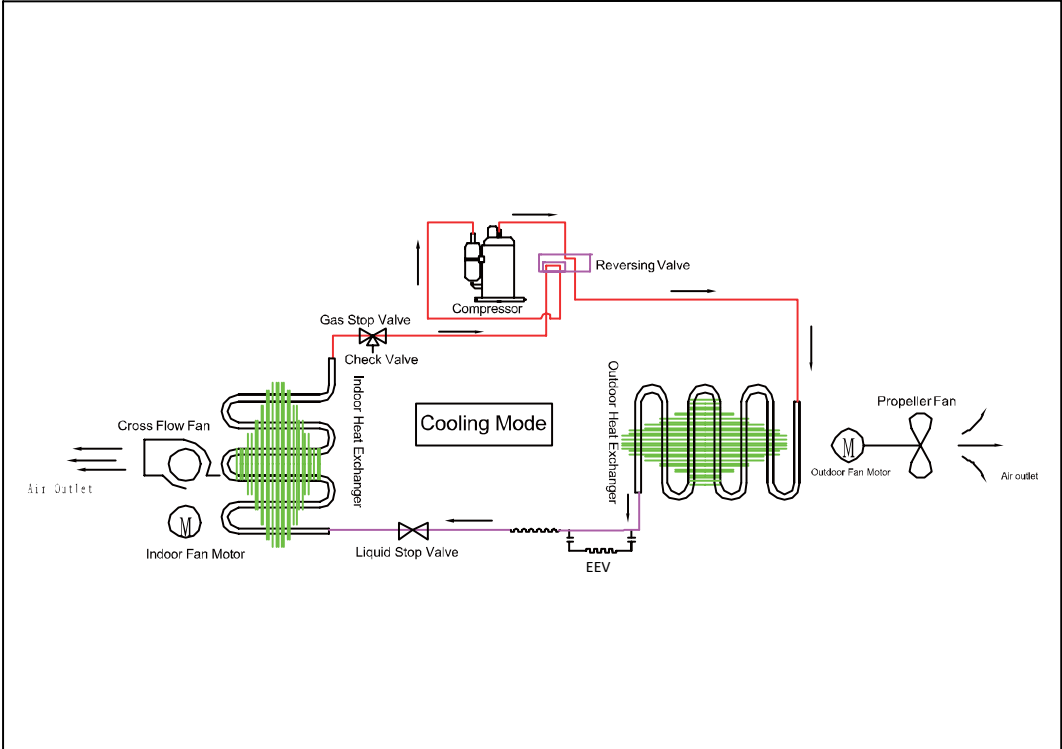 Reversing Valve
Compressor
Gas Stop Valve
Check Valve
Indoor Heat Exchanger
Cooling Mode
Outdoor Heat Exchanger
Propeller Fan
Cross Flow Fan
M
Outdoor Fan Motor
Air outlet
Air Outlet
M
Indoor Fan Motor
Liquid Stop Valve
EEV